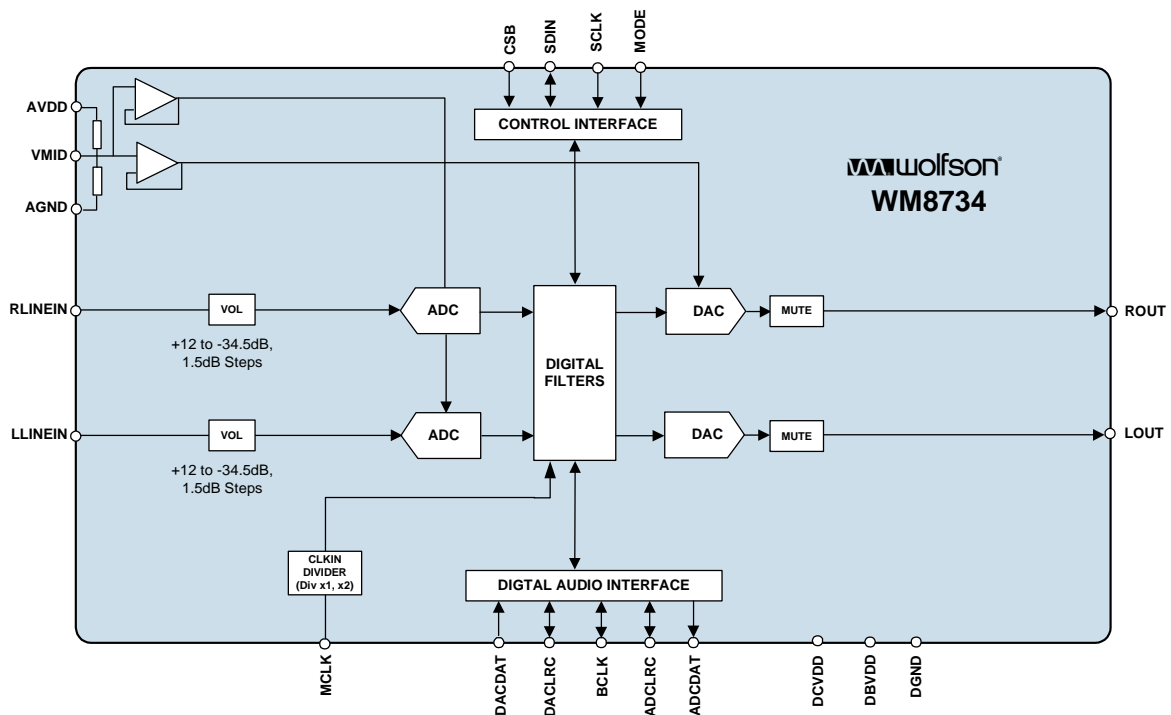 CSB
SDIN
SCLK
MODE
AVDD
VMID
AGND
CONTROL INTERFACE
wolfson®
WM8734
RLINEIN
VOL
+12 to -34.5dB,
1.5dB Steps
ADC
DIGITAL
FILTERS
DAC
MUTE
ROUT
LLINEIN
VOL
+12 to -34.5dB,
1.5dB Steps
ADC
DAC
MUTE
LOUT
CLKIN
DIVIDER
(Div x1, x2)
DIGTAL AUDIO INTERFACE
MCLK
DACDAT
DACLRC
BCLK
ADCLRC
ADCDAT
DCVDD
DBVDD
DGND